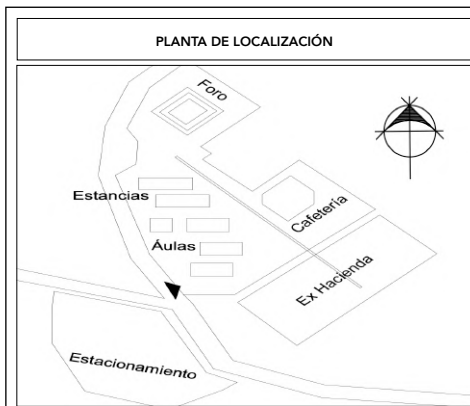 PLANTA DE LOCALIZACIÓN
Foro
Estancias
Cafetería
Áulas
Ex Hacienda
Estacionamiento